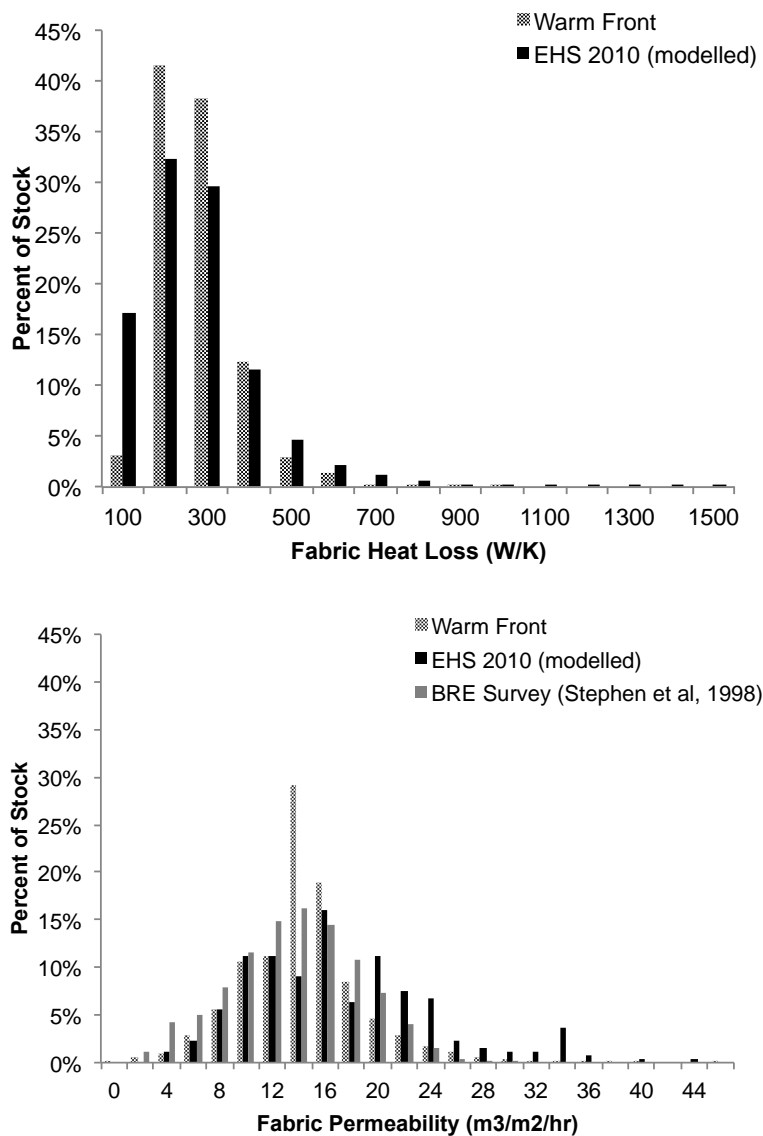 Warm Front
EHS 2010 (modelled)
45%
40%
35%
30%
25%
20%
15%
10%
5%
0%
Percent of Stock
100 300 500 700 900 1100 1300 1500
Fabric Heat Loss (W/K)
Warm Front
EHS 2010 (modelled)
BRE Survey (Stephen et al, 1998)
45%
40%
35%
30%
25%
20%
15%
10%
5%
0%
Percent of Stock
0 4 8 12 16 20 24 28 32 36 40 44
Fabric Permeability (m3/m2/hr)